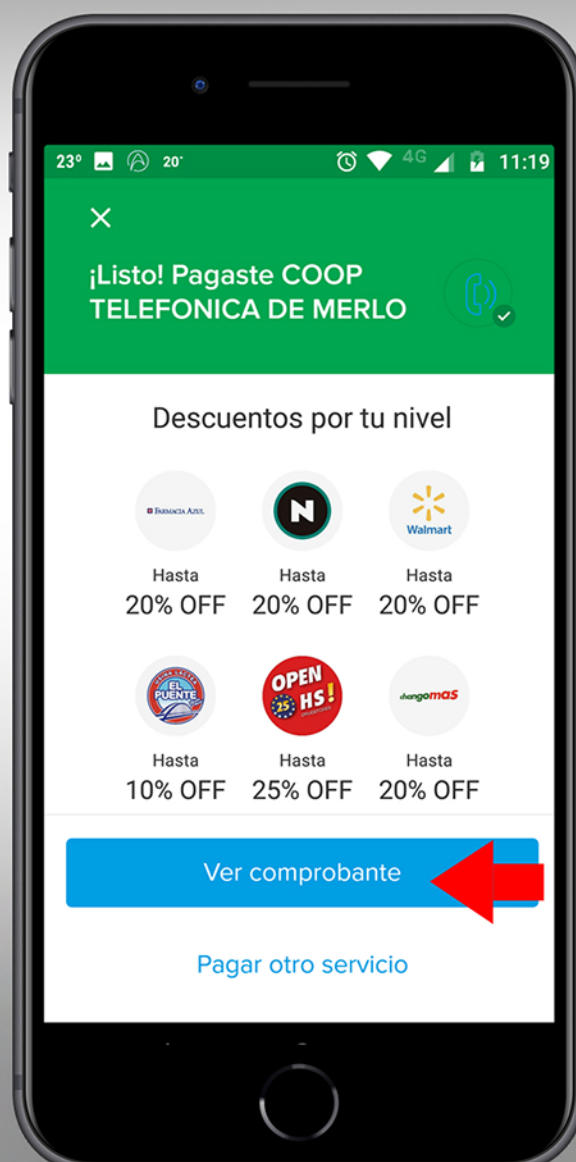 23º 20° 4G 11:19
¡Listo! Pagaste COOP
TELEFONICA DE MERLO
Descuentos por tu nivel
FARMACIA AZUL
N
Walmart
Hasta Hasta Hasta
20% OFF 20% OFF 20% OFF
EL PUENTE
OPEN
25 HS!
changomas
Hasta Hasta Hasta
10% OFF 25% OFF 20% OFF
Ver comprobante
Pagar otro servicio